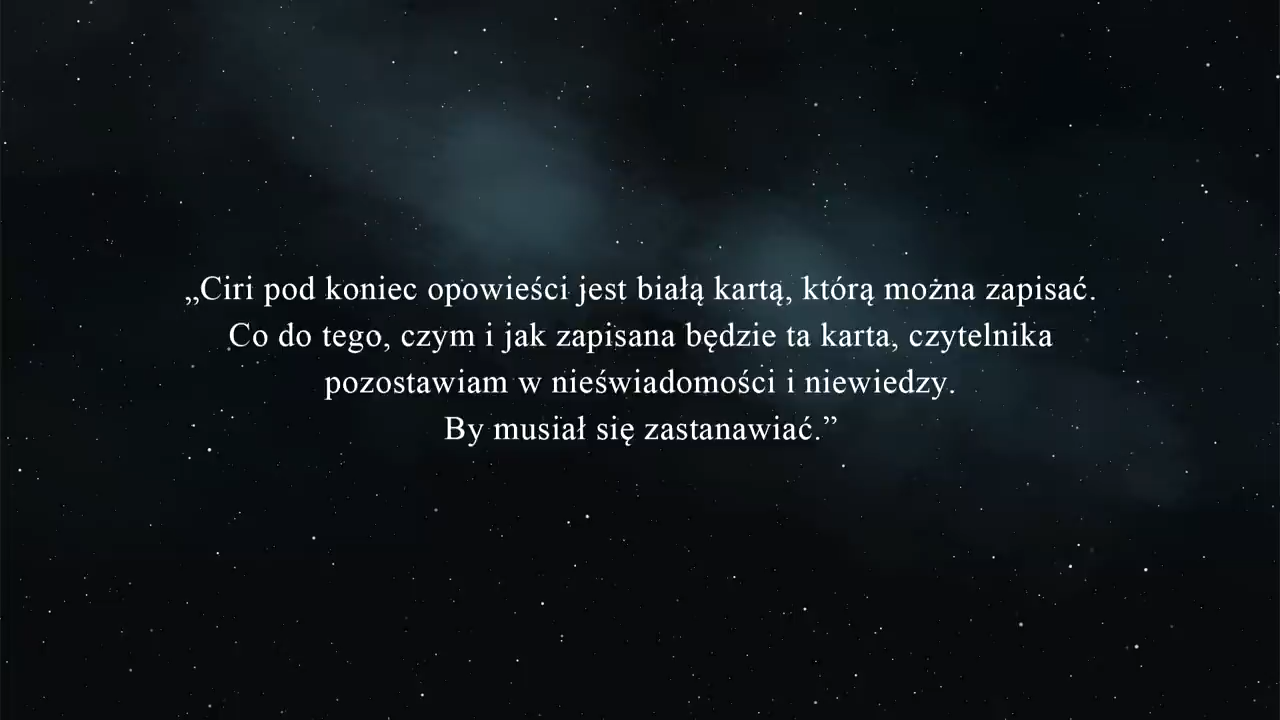 „Ciri pod koniec opowieści jest białą kartą, którą można zapisać.
Co do tego, czym i jak zapisana będzie ta karta, czytelnika
pozostawiam w nieświadomości i niewiedzy.
By musiał się zastanawiać.”